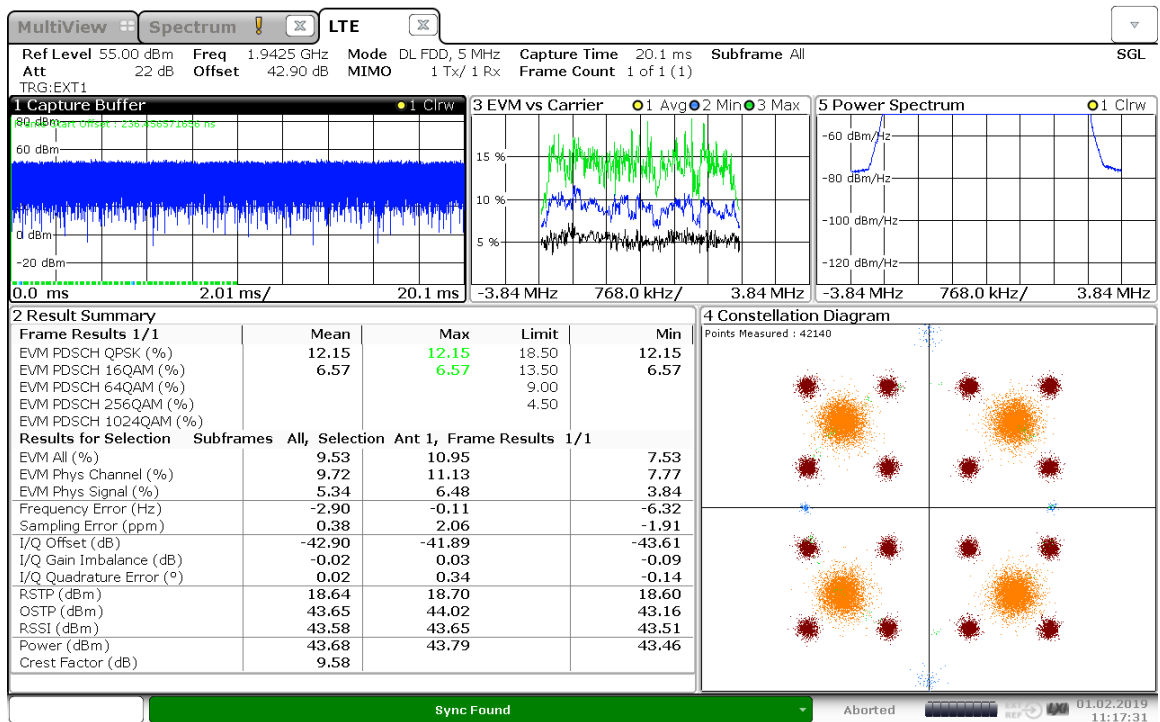 MultiView Spectrum LTE
Ref Level 55.00 dBm Freq 1.9425 GHz Mode DL FDD, 5 MHz Capture Time 20.1 ms Subframe All SGL
Att 22 dB Offset 42.90 dB MIMO 1 Tx/ 1 Rx Frame Count 1 of 1 (1)
TRG:EXT1
1 Capture Buffer 1 Clrw
80 dBm
Frame Start Offset : 236.456571656 ns
60 dBm
0 dBm
-20 dBm
0.0 ms 2.01 ms/ 20.1 ms
3 EVM vs Carrier 1 Avg 2 Min 3 Max
15 %
10 %
5 %
-3.84 MHz 768.0 kHz/ 3.84 MHz
5 Power Spectrum 1 Clrw
-60 dBm/Hz
-80 dBm/Hz
-100 dBm/Hz
-120 dBm/Hz
-3.84 MHz 768.0 kHz/ 3.84 MHz
2 Result Summary
Frame Results 1/1 Mean Max Limit Min
EVM PDSCH QPSK (%) 12.15 12.15 18.50 12.15
EVM PDSCH 16QAM (%) 6.57 6.57 13.50 6.57
EVM PDSCH 64QAM (%) 9.00
EVM PDSCH 256QAM (%) 4.50
EVM PDSCH 1024QAM (%)
Results for Selection Subframes All, Selection Ant 1, Frame Results 1/1
EVM All (%) 9.53 10.95 7.53
EVM Phys Channel (%) 9.72 11.13 7.77
EVM Phys Signal (%) 5.34 6.48 3.84
Frequency Error (Hz) -2.90 -0.11 -6.32
Sampling Error (ppm) 0.38 2.06 -1.91
I/Q Offset (dB) -42.90 -41.89 -43.61
I/Q Gain Imbalance (dB) -0.02 0.03 -0.09
I/Q Quadrature Error (°) 0.02 0.34 -0.14
RSTP (dBm) 18.64 18.70 18.60
OSTP (dBm) 43.65 44.02 43.16
RSSI (dBm) 43.58 43.65 43.51
Power (dBm) 43.68 43.79 43.46
Crest Factor (dB) 9.58
4 Constellation Diagram
Points Measured : 42140
Sync Found
Aborted
EXT
REF
01.02.2019
11:17:31